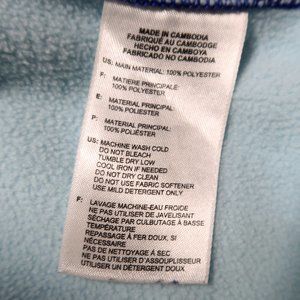 MADE IN CAMBODIA
FABRIQUÉ AU CAMBODGE
HECHO EN CAMBOYA
FABRICADO NO CAMBODJA
US: MAIN MATERIAL: 100% POLYESTER
F: MATIERE PRINCIPALE:
100% POLYESTER
E: MATERIAL PRINCIPAL:
100% POLIÉSTER
P: MATERIAL PRINCIPAL:
100% POLIÉSTER
US: MACHINE WASH COLD
DO NOT BLEACH
TUMBLE DRY LOW
COOL IRON IF NEEDED
DO NOT DRY CLEAN
DO NOT USE FABRIC SOFTENER
USE MILD DETERGENT ONLY
F: LAVAGE MACHINE-EAU FROIDE
NE PAS UTILISER DE JAVELISANT
SÉCHAGE PAR CULBUTAGE À BASSE
TEMPÉRATURE
REPASSAGE À FER DOUX, SI
NÉCESSAIRE
PAS DE NETTOYAGE À SEC
NE PAS UTILISER D'ASSOUPLISSEUR
UTILISER UN DÉTERGENT DOUX